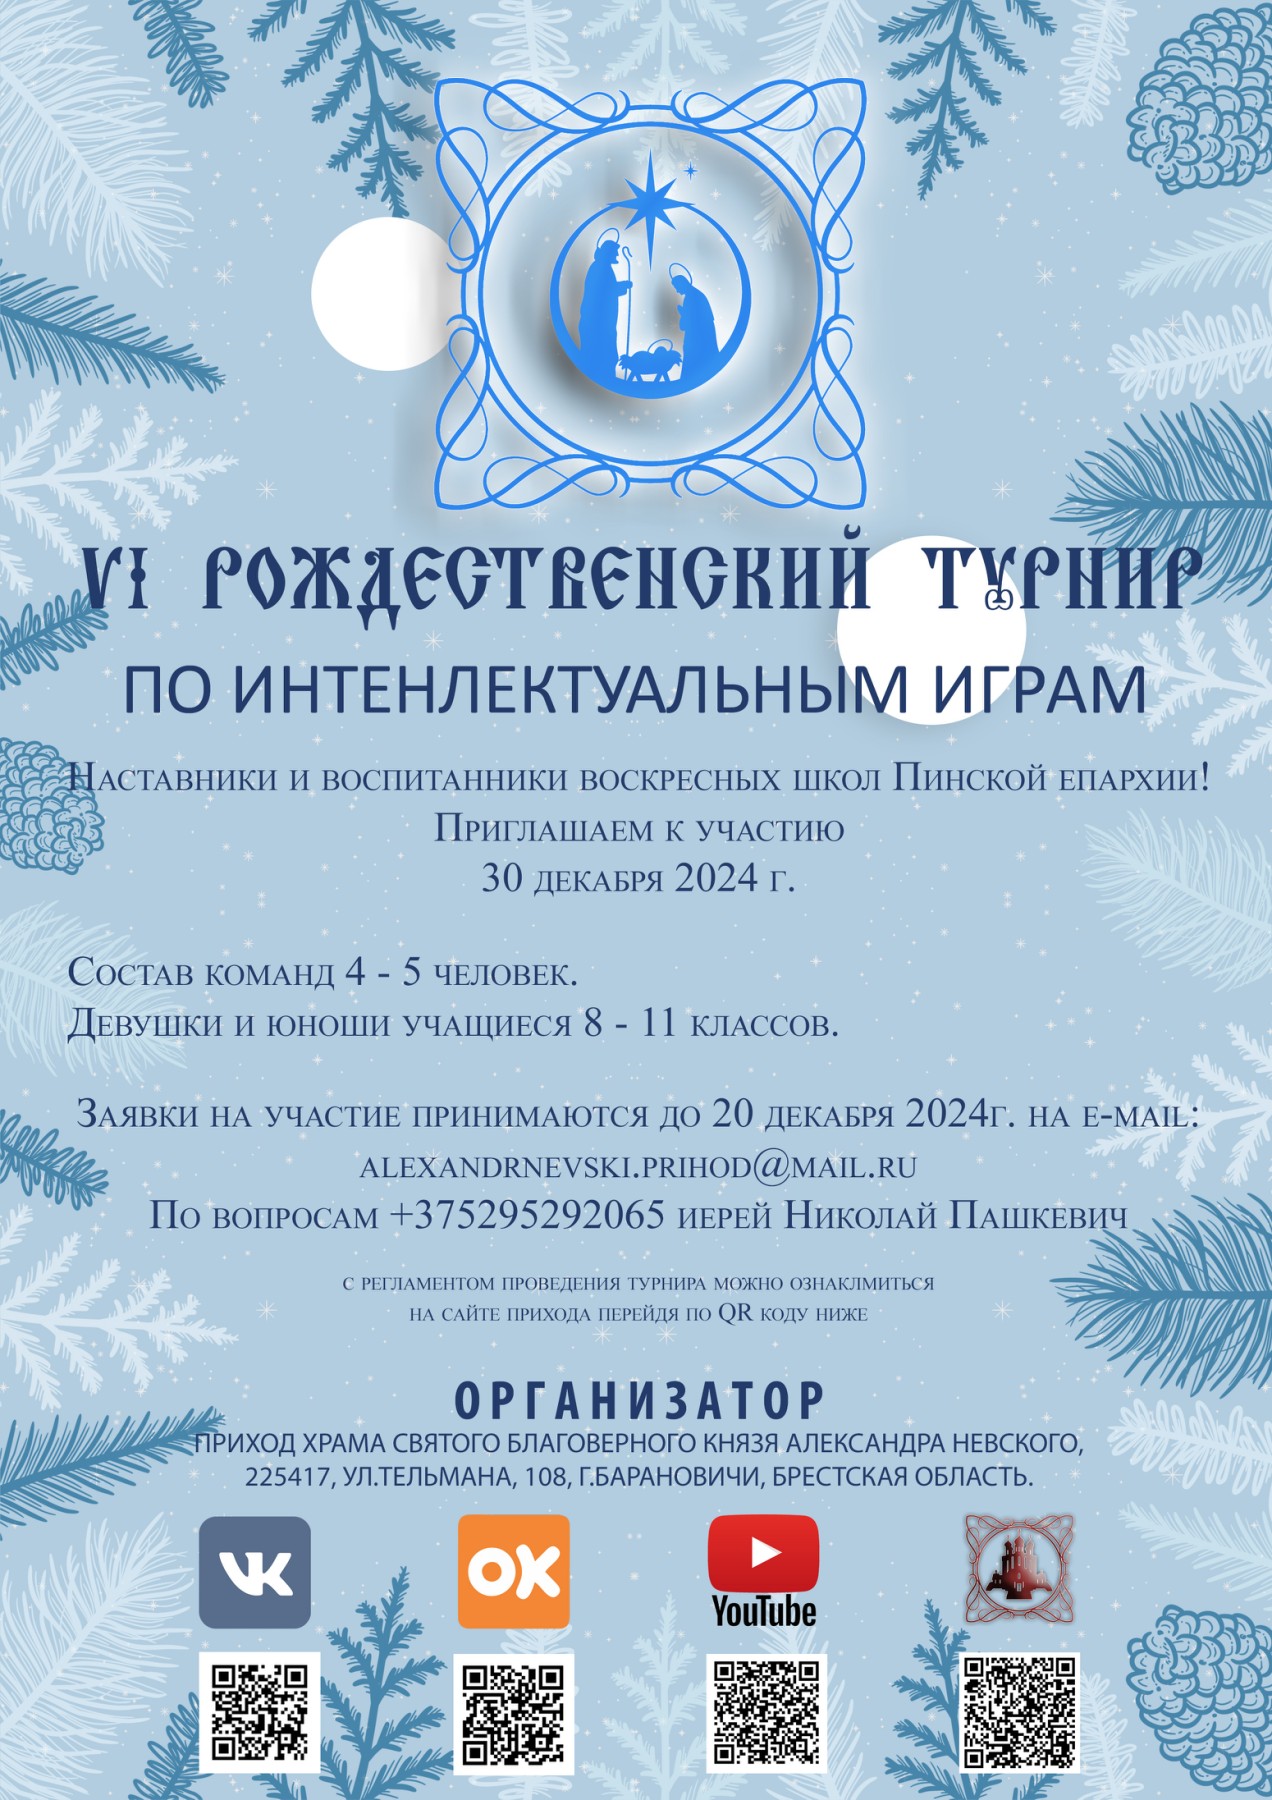 VI РОЖДЕСТВЕНСКИЙ ТУРНИР
ПО ИНТЕНЛЕКТУАЛЬНЫМ ИГРАМ
Наставники и воспитанники воскресных школ Пинской епархии!
Приглашаем к участию
30 декабря 2024 г.
Состав команд 4 - 5 человек.
Девушки и юноши учащиеся 8 - 11 классов.
Заявки на участие принимаются до 20 декабря 2024г. на e-mail:
alexandrnevski.prihod@mail.ru
По вопросам +375295292065 иерей Николай Пашкевич
с регламентом проведения турнира можно ознаклмиться
на сайте прихода перейдя по QR коду ниже
ОРГАНИЗАТОР
ПРИХОД ХРАМА СВЯТОГО БЛАГОВЕРНОГО КНЯЗЯ АЛЕКСАНДРА НЕВСКОГО,
225417, УЛ.ТЕЛЬМАНА, 108, Г.БАРАНОВИЧИ, БРЕСТСКАЯ ОБЛАСТЬ.
YouTube